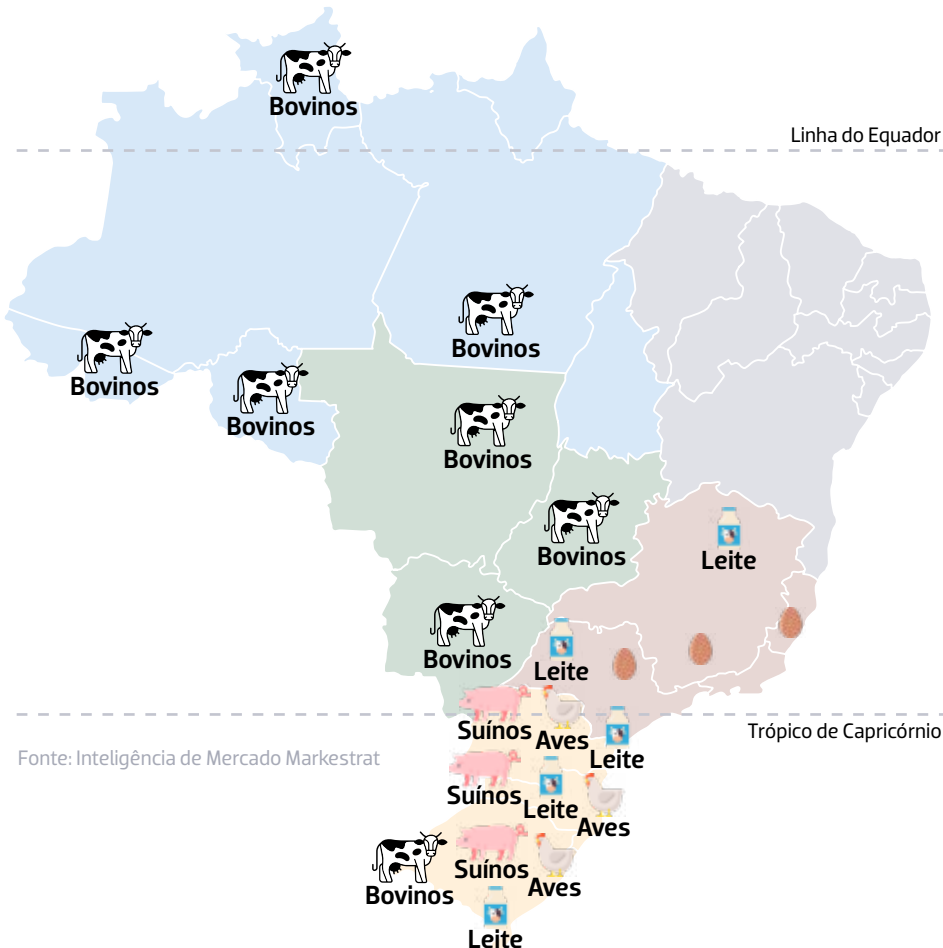 Bovinos
Linha do Equador
Bovinos
Bovinos
Bovinos
Bovinos
Bovinos
Bovinos
Leite
Bovinos
Leite
Suínos
Aves
Trópico de Capricórnio
Leite
Fonte: Inteligência de Mercado Markestrat
Suínos
Leite
Aves
Suínos
Aves
Bovinos
Leite